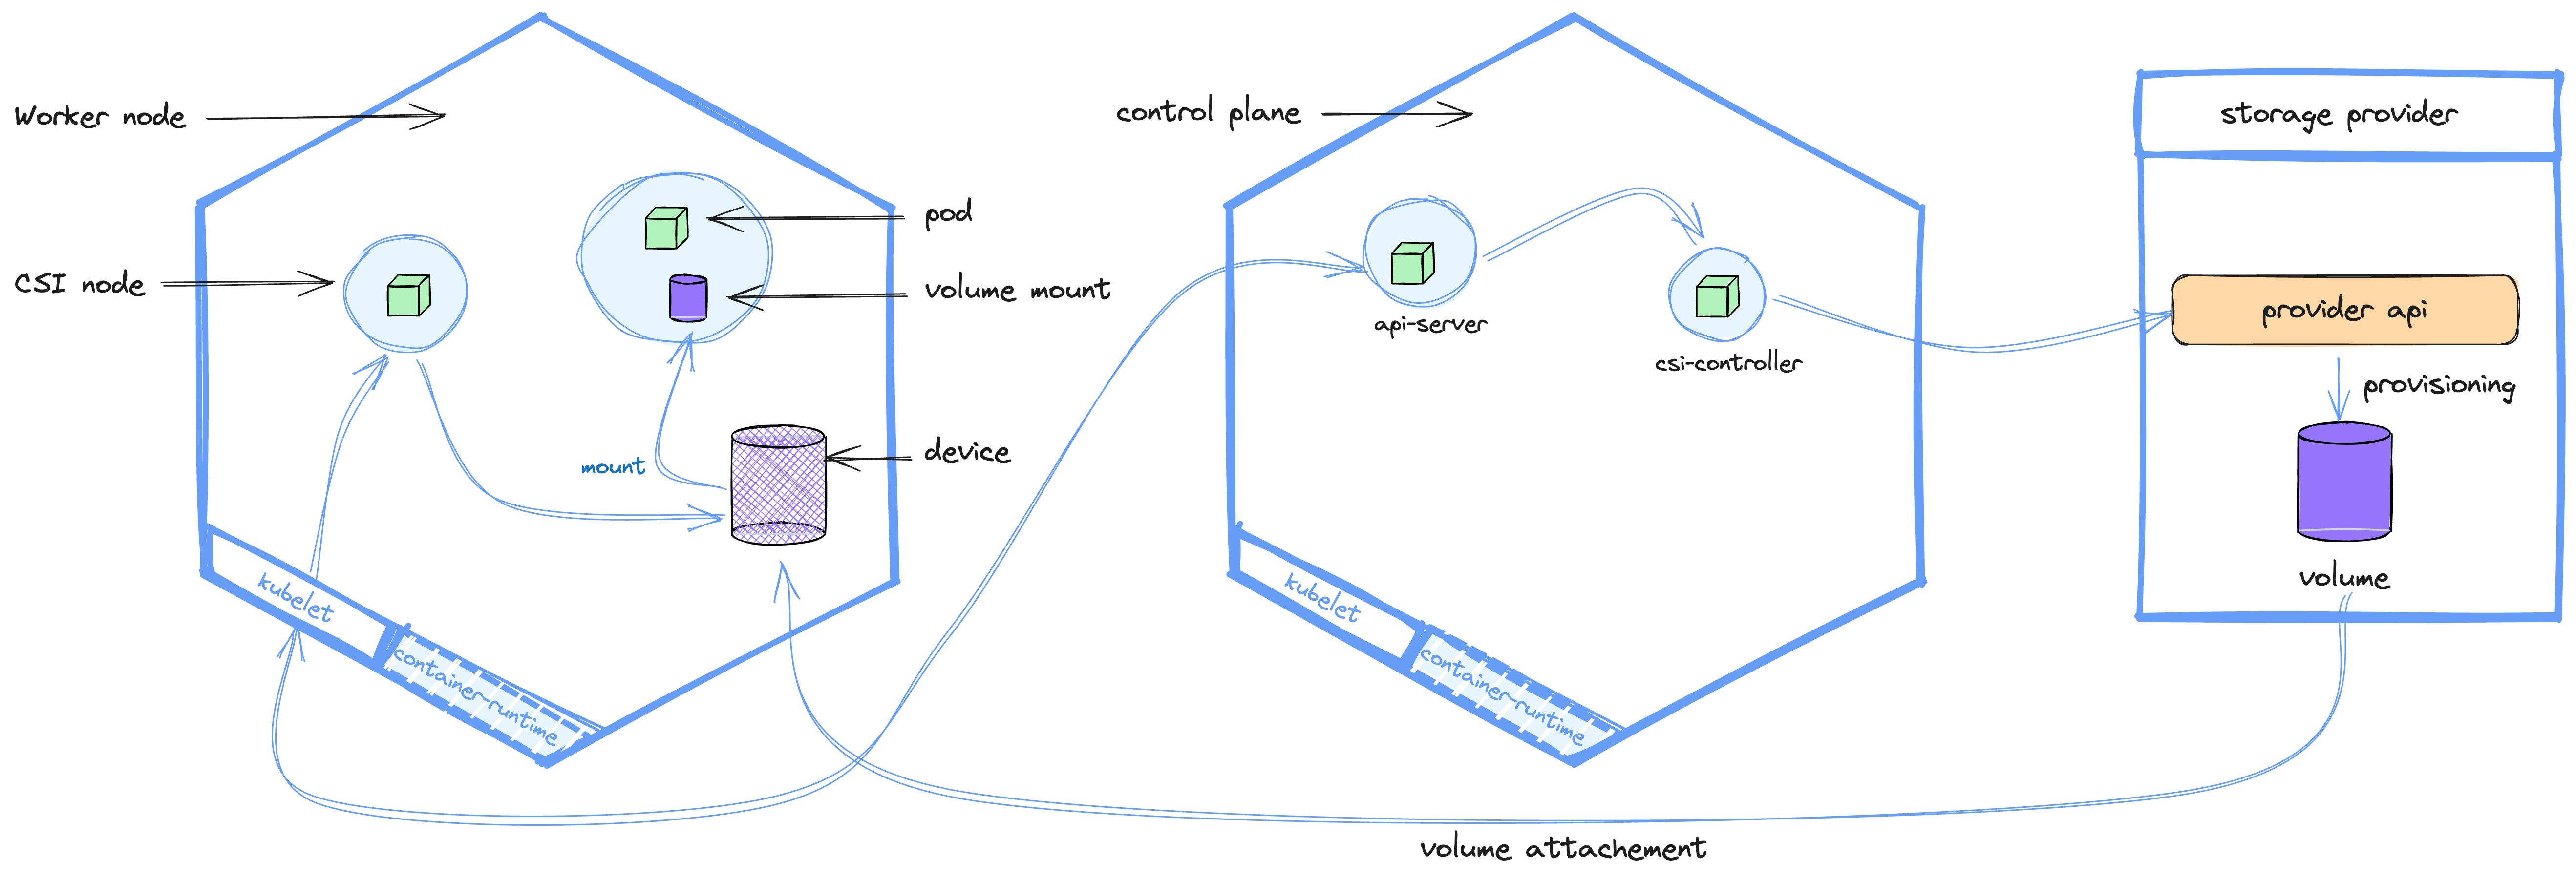 Worker node
CSI node
pod
volume mount
device
mount
kubelet
container-runtime
control plane
api-server
csi-controller
kubelet
container-runtime
storage provider
provider api
provisioning
volume
volume attachement